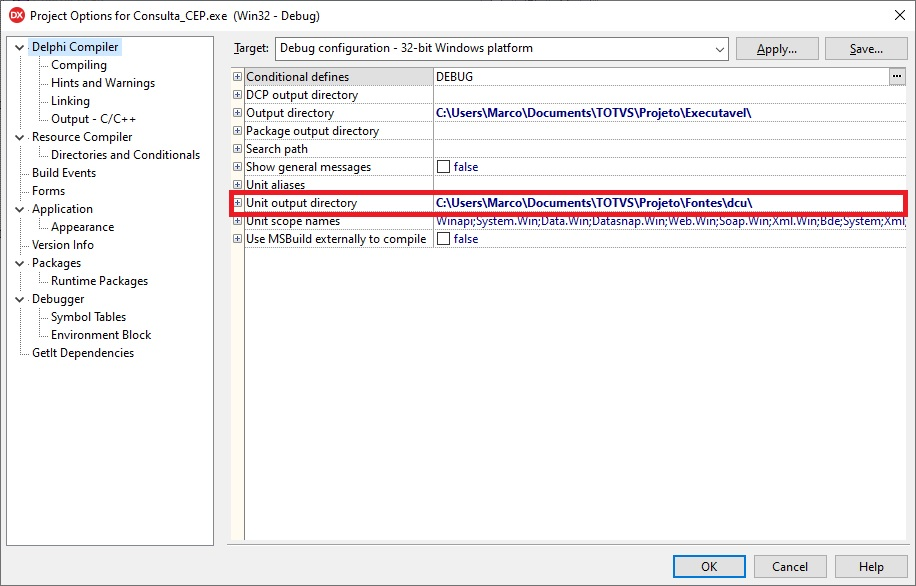 DX Project Options for Consulta_CEP.exe (Win32 - Debug)
Target: Debug configuration - 32-bit Windows platform Apply... Save...
Delphi Compiler
Compiling
Hints and Warnings
Linking
Output - C/C++
Resource Compiler
Directories and Conditionals
Build Events
Forms
Application
Appearance
Version Info
Packages
Runtime Packages
Debugger
Symbol Tables
Environment Block
GetIt Dependencies
Conditional defines DEBUG ...
DCP output directory
Output directory C:\Users\Marco\Documents\TOTVS\Projeto\Executavel\
Package output directory
Search path
Show general messages false
Unit aliases
Unit output directory C:\Users\Marco\Documents\TOTVS\Projeto\Fontes\dcu\
Unit scope names Winapi;System.Win;Data.Win;Datasnap.Win;Web.Win;Soap.Win;Xml.Win;Bde;System;Xml
Use MSBuild externally to compile false
OK Cancel Help